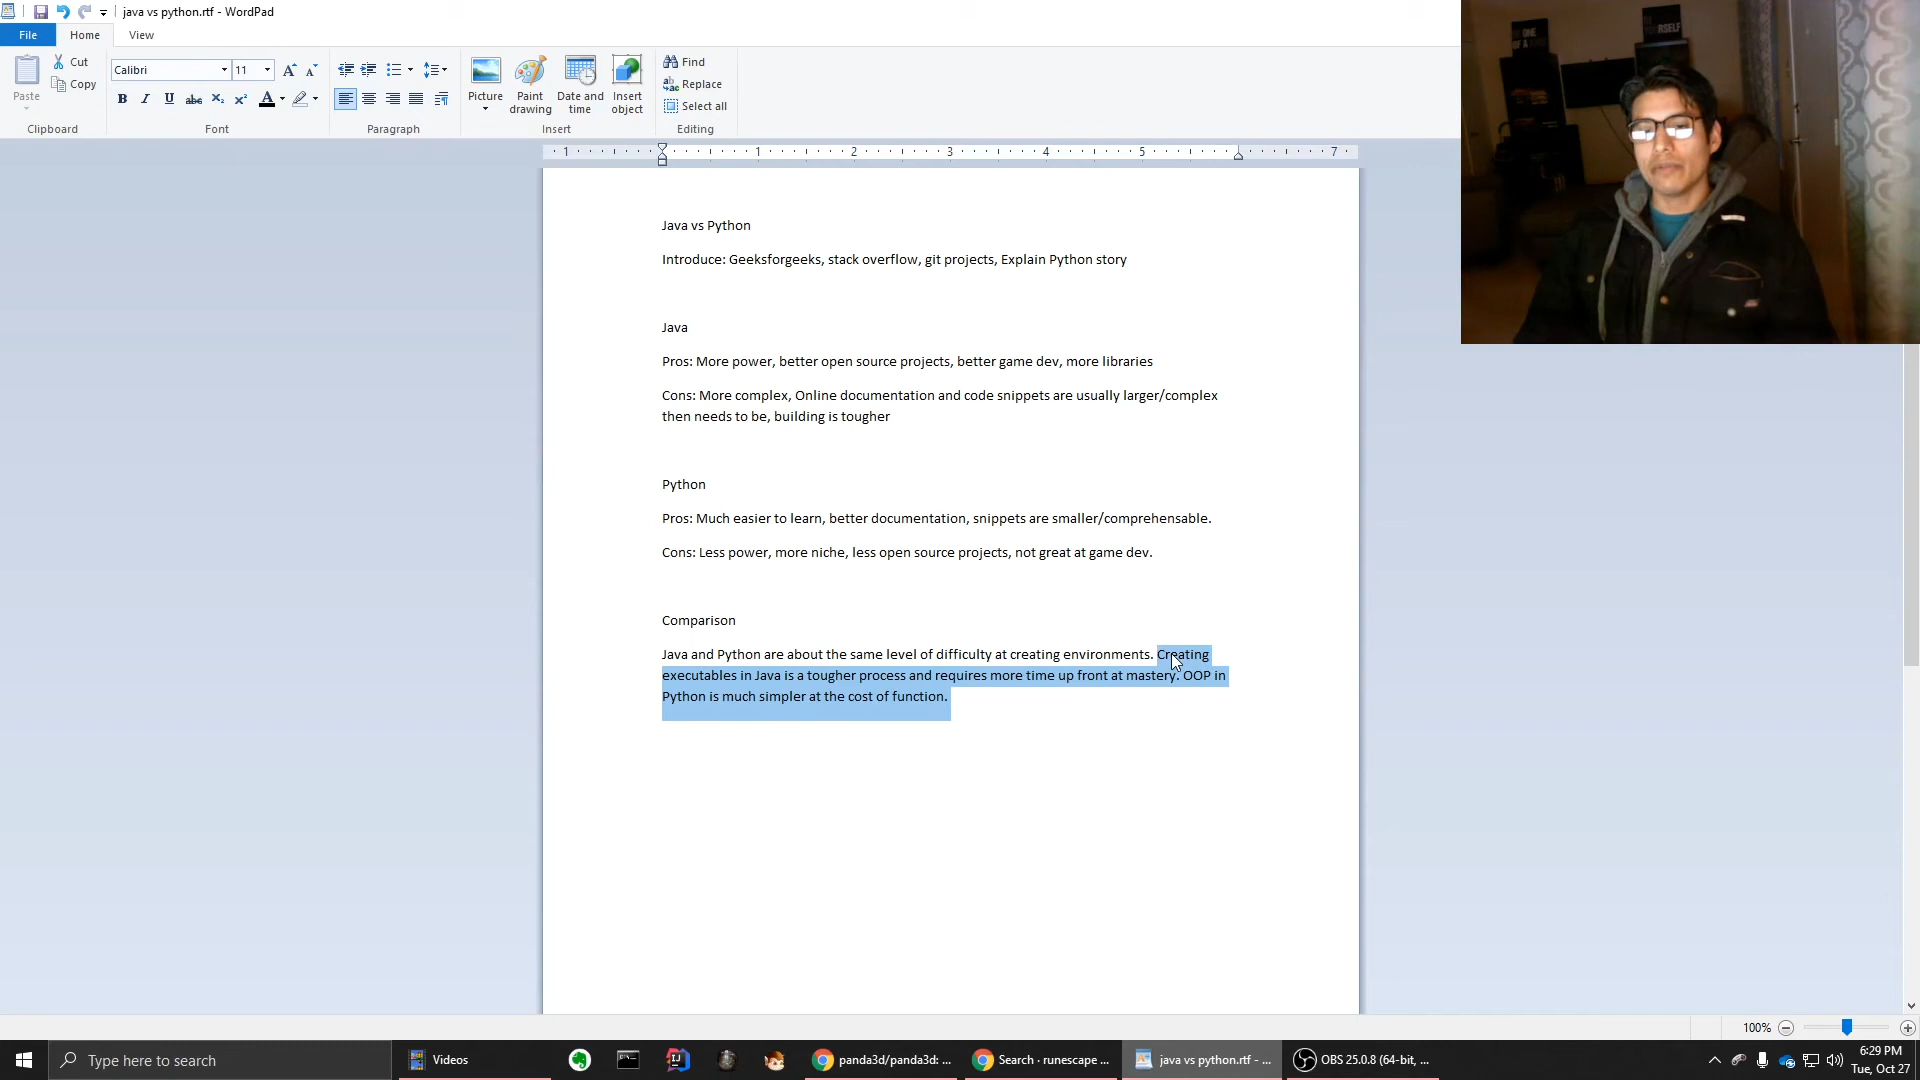 java vs python.rtf - WordPad
File
Home
View
Paste
Cut
Copy
Clipboard
Calibri
11
Font
Paragraph
Picture
Paint drawing
Date and time
Insert object
Insert
Find
Replace
Select all
Editing
1 1 2 3 4 5 7
Java vs Python
Introduce: Geeksforgeeks, stack overflow, git projects, Explain Python story
Java
Pros: More power, better open source projects, better game dev, more libraries
Cons: More complex, Online documentation and code snippets are usually larger/complex
then needs to be, building is tougher
Python
Pros: Much easier to learn, better documentation, snippets are smaller/comprehensable.
Cons: Less power, more niche, less open source projects, not great at game dev.
Comparison
Java and Python are about the same level of difficulty at creating environments. Creating
executables in Java is a tougher process and requires more time up front at mastery. OOP in
Python is much simpler at the cost of function.
100%
Type here to search
Videos
panda3d/panda3d: ...
Search · runescape ...
java vs python.rtf - ...
OBS 25.0.8 (64-bit, ...
6:29 PM
Tue, Oct 27